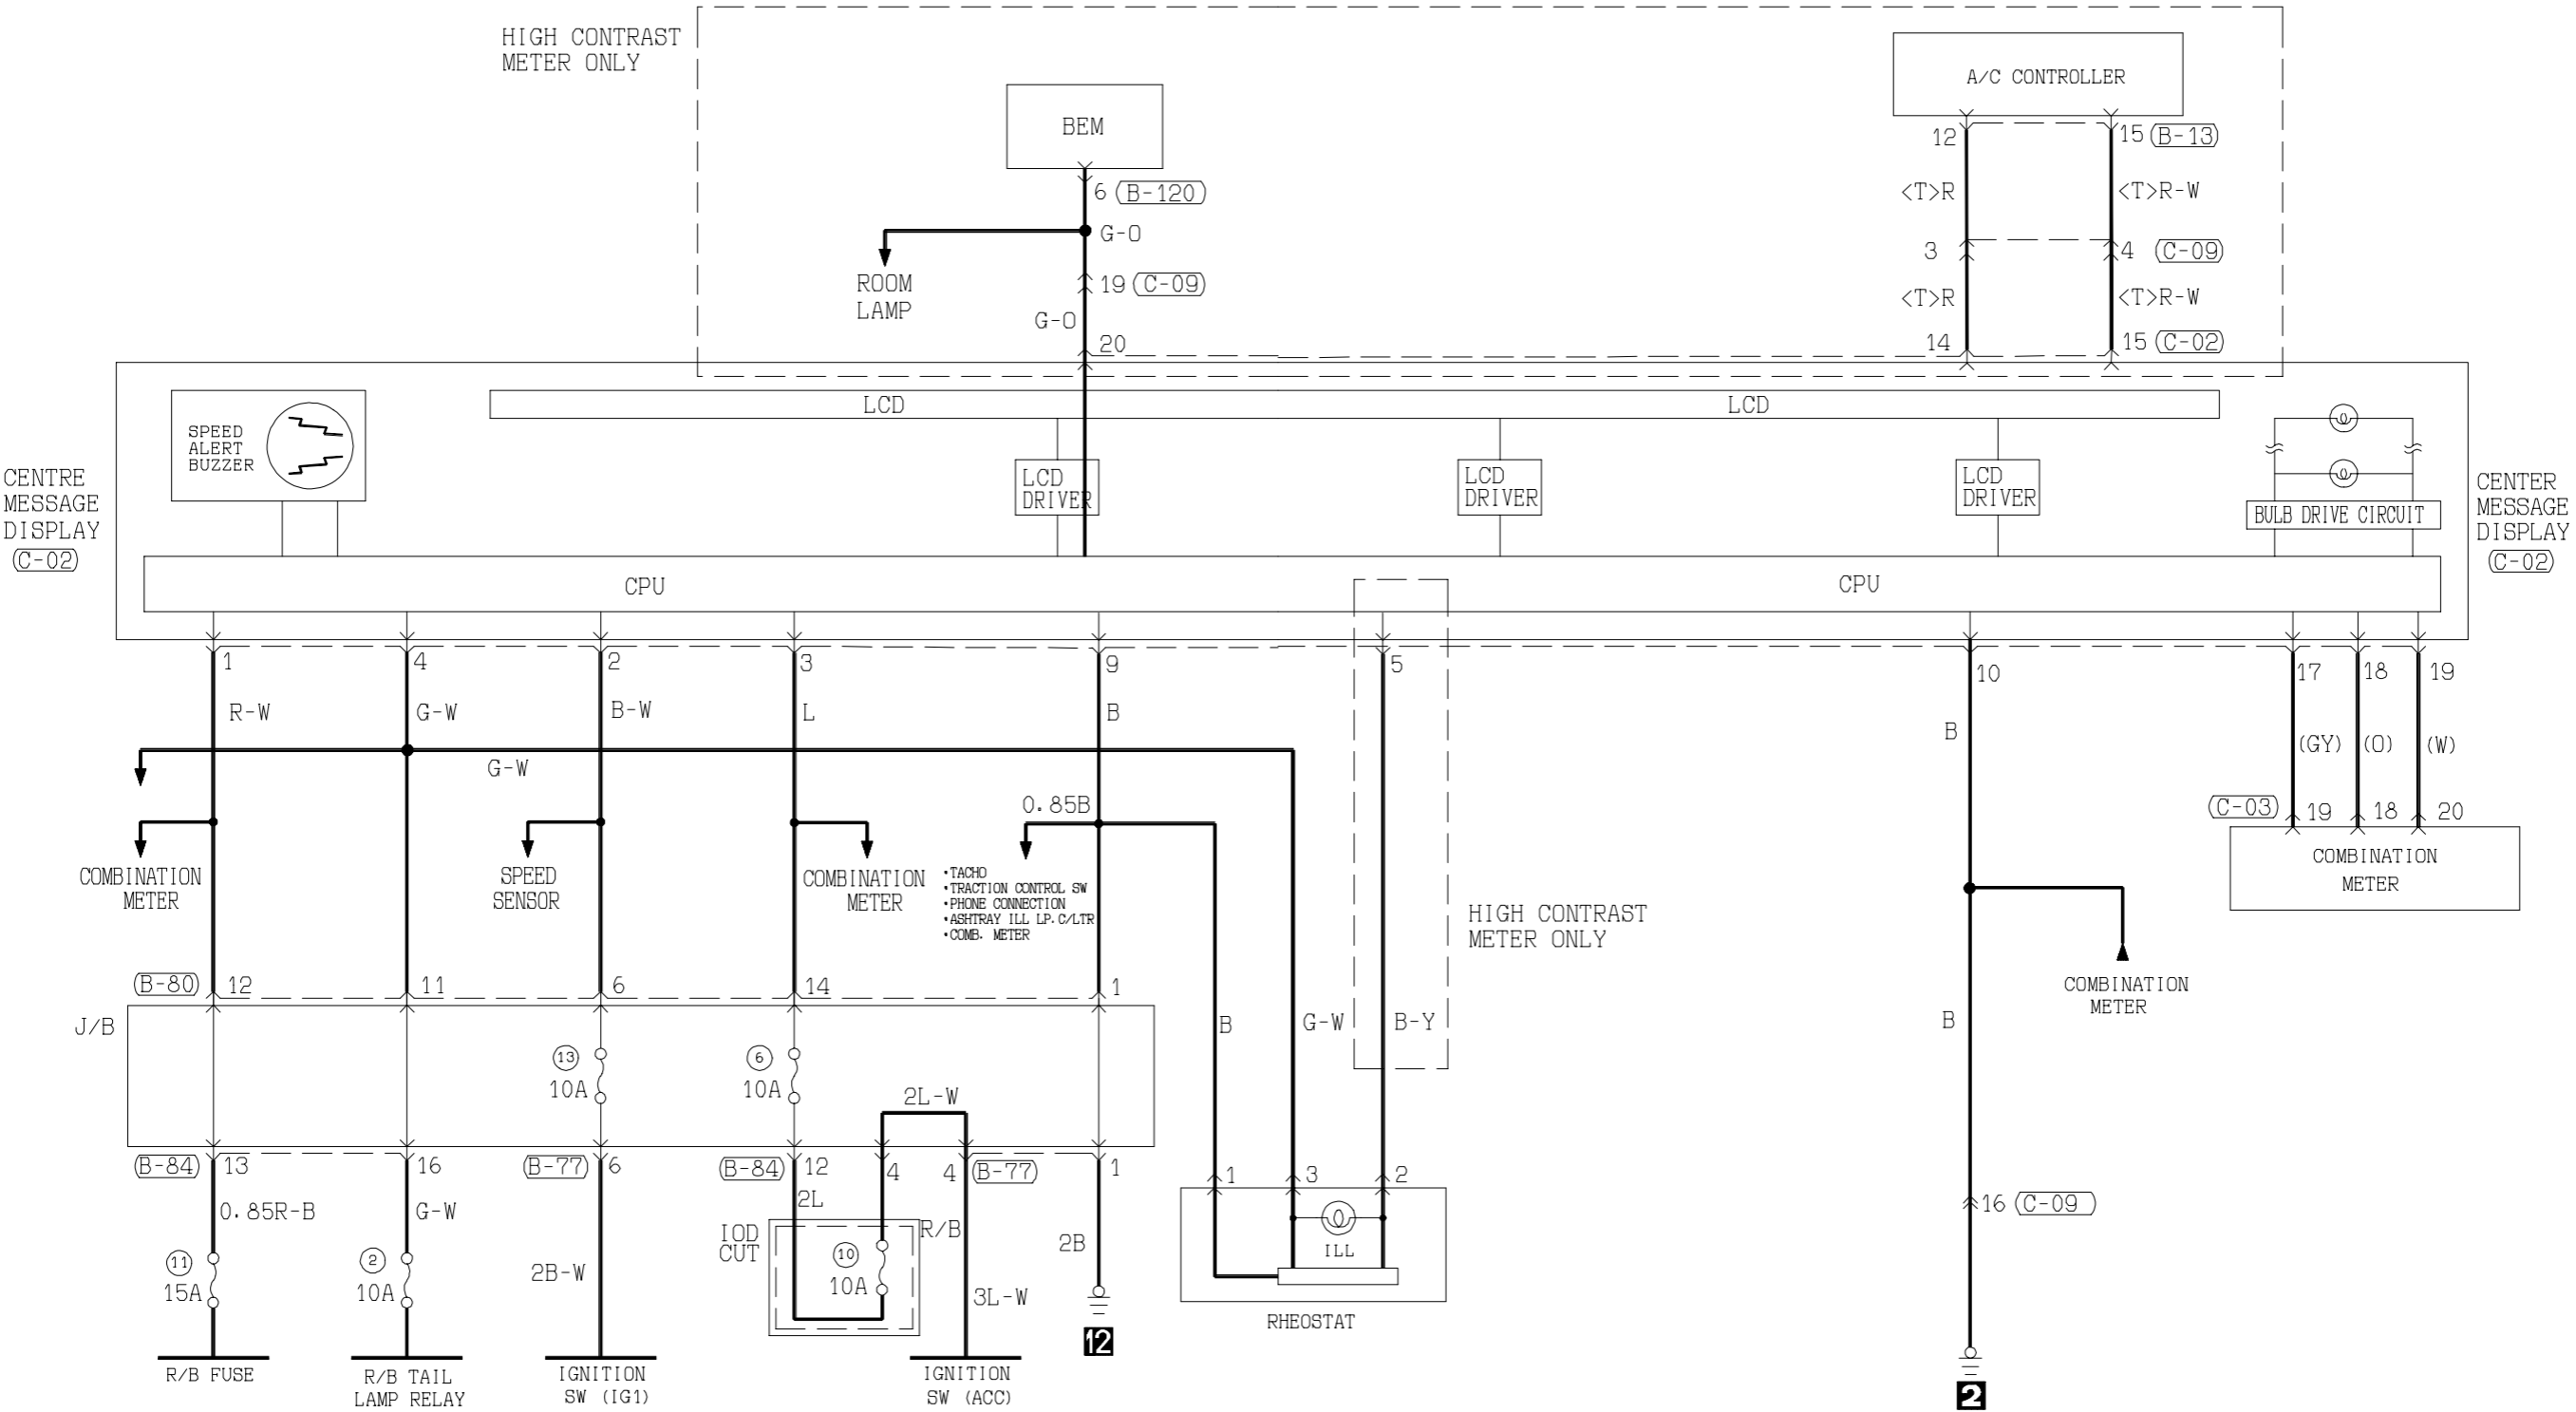 HIGH CONTRAST
METER ONLY
A/C CONTROLLER
BEM
12
15 (B-13)
6 (B-120)
<T>R
<T>R-W
G-O
3
4 (C-09)
ROOM
LAMP
19 (C-09)
<T>R
<T>R-W
G-O
20
14
15 (C-02)
LCD
LCD
SPEED
ALERT
BUZZER
CENTRE
MESSAGE
DISPLAY
(C-02)
LCD
DRIVER
LCD
DRIVER
LCD
DRIVER
BULB DRIVE CIRCUIT
CENTER
MESSAGE
DISPLAY
(C-02)
CPU
CPU
1
4
2
3
9
5
10
17
18
19
R-W
G-W
B-W
L
B
B
(GY)
(O)
(W)
G-W
0.85B
(C-03)
19
18
20
COMBINATION
METER
SPEED
SENSOR
COMBINATION
METER
•TACHO
•TRACTION CONTROL SW
•PHONE CONNECTION
•ASHTRAY ILL LP.C/LTR
•COMB. METER
HIGH CONTRAST
METER ONLY
COMBINATION
METER
COMBINATION
METER
(B-80)
12
11
6
14
1
J/B
B
G-W
B-Y
B
13
10A
6
10A
2L-W
(B-84)
13
16
(B-77)
6
(B-84)
12
4
4
(B-77)
1
1
3
2
0.85R-B
G-W
2L
16 (C-09)
IOD
CUT
R/B
2B
ILL
11
15A
2
10A
2B-W
10
10A
3L-W
RHEOSTAT
12
R/B FUSE
R/B TAIL
LAMP RELAY
IGNITION
SW (IG1)
IGNITION
SW (ACC)
2